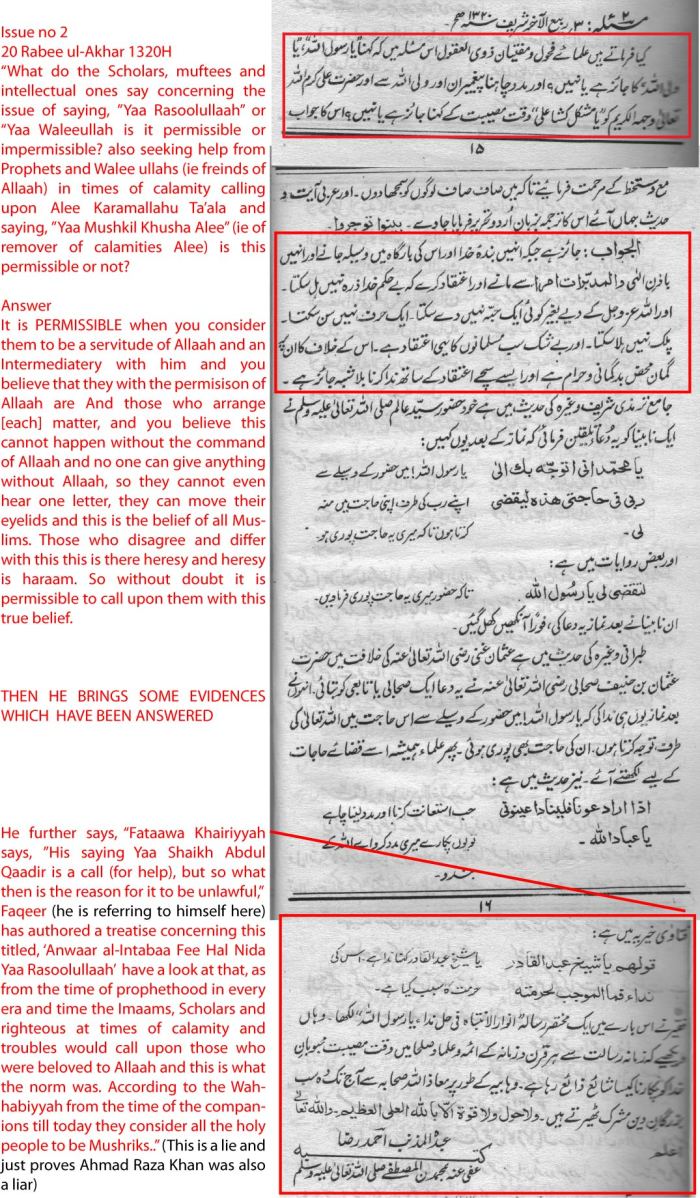 Issue no 2
20 Rabee ul-Akhar 1320H
“What do the Scholars, muftees and
intellectual ones say concerning the
issue of saying, ”Yaa Rasoolullaah” or
“Yaa Waleeullah is it permissible or
impermissible? also seeking help from
Prophets and Walee ullahs (ie freinds of
Allaah) in times of calamity calling
upon Alee Karamallahu Ta’ala and
saying, ”Yaa Mushkil Khusha Alee” (ie of
remover of calamities Alee) is this
permissible or not?
Answer
It is PERMISSIBLE when you consider
them to be a servitude of Allaah and an
Intermediatery with him and you
believe that they with the permisison of
Allaah are And those who arrange
[each] matter, and you believe this
cannot happen without the command
of Allaah and no one can give anything
without Allaah, so they cannot even
hear one letter, they can move their
eyelids and this is the belief of all Mus-
lims. Those who disagree and differ
with this this is there heresy and heresy
is haraam. So without doubt it is
permissible to call upon them with this
true belief.
THEN HE BRINGS SOME EVIDENCES
WHICH HAVE BEEN ANSWERED
He further says, ”Fataawa Khairiyyah
says, ”His saying Yaa Shaikh Abdul
Qaadir is a call (for help), but so what
then is the reason for it to be unlawful,”
Faqeer (he is referring to himself here)
has authored a treatise concerning this
titled, ‘Anwaar al-Intabaa Fee Hal Nida
Yaa Rasoolullaah’ have a look at that, as
from the time of prophethood in every
era and time the Imaams, Scholars and
righteous at times of calamity and
troubles would call upon those who
were beloved to Allaah and this is what
the norm was. According to the Wah-
habiyyah from the time of the compan-
ions till today they consider all the holy
people to be Mushriks..” (This is a lie and
just proves Ahmad Raza Khan was also
a liar)
مسئلہ ۲: ۳ ربیع الآخر شریف ۱۳۲۰
کیا فرماتے ہیں علمائے فحول و مفتیان ذوی العقول اس مسئلہ میں کہ کہنا یا رسول اللہ، یا
ولی اللہ کا جائز ہے یا نہیں؟ اور مدد چاہنا پیغمبران اور ولی اللہ سے اور حضرت علی کرم اللہ
تعالیٰ وجہہ الکریم کو ”یا مشکل کشا علی“ وقت مصیبت کے کہنا جائز ہے یا نہیں؟ اس کا جواب
۱۵
مع دستخط کے مرحمت فرمائیے تاکہ میں صاف صاف لوگوں کو سمجھا دوں۔ اور عربی آیت و
حدیث جہاں آئے اس کا ترجمہ بزبان اُردو تحریر فرمایا جاوے۔ بینوا توجروا۔
الجواب: جائز ہے جبکہ انہیں بندۂ خدا اور اس کی بارگاہ میں وسیلہ جانے اور انہیں
باذن الٰہی والمدبرات امرا سے مانے اور اعتقاد کرے کہ بے حکم خدا ذرہ نہیں ہل سکتا۔
اور اللہ عز وجل کے دیے بغیر کوئی ایک حبہ نہیں دے سکتا۔ ایک حرف نہیں سن سکتا۔
پلک نہیں ہلا سکتا۔ اور بے شک سب مسلمانوں کا یہی اعتقاد ہے۔ اس کے خلاف کا ان پر
گمان محض بدگمانی و حرام ہے اور ایسے سچے اعتقاد کے ساتھ ندا کرنا بلاشبہ جائز ہے۔
جامع ترمذی شریف وغیرہ کی حدیث میں ہے خود حضور سید عالم صلی اللہ تعالیٰ علیہ وسلم نے
ایک نابینا کو یہ دُعا تلقین فرمائی کہ نماز کے بعد یوں کہیں:
یا محمد انی اتوجہ بک الی یا رسول اللہ! میں حضور کے وسیلے سے
ربی فی حاجتی ھذہ لیقضی اپنے رب کی طرف، اپنی حاجت میں منہ
لی۔ کرتا ہوں تاکہ میری یہ حاجت پوری ہو۔
اور بعض روایات میں ہے:
لتقضی لی یا رسول اللہ تاکہ حضور میری یہ حاجت پوری فرما دیں۔
ان نابینا نے بعد نماز یہ دعا کی، فوراً آنکھیں کھل گئیں۔
طبرانی وغیرہ کی حدیث میں ہے عثمان غنی رضی اللہ تعالیٰ عنہ کی خلافت میں حضرت
عثمان بن حنیف صحابی رضی اللہ تعالیٰ عنہ نے یہ دعا ایک صحابی یا تابعی کو بتائی، انہوں نے
بعد نماز یوں ہی ندا کی کہ یا رسول اللہ! میں حضور کے وسیلے سے اس حاجت میں اللہ تعالیٰ کی
طرف توجہ کرتا ہوں۔ ان کی حاجت بھی پوری ہوئی۔ پھر علماء ہمیشہ اسے قضائے حاجات
کے لیے لکھتے آئے۔ نیز حدیث میں ہے:
اذا اراد عونا فلیناد اعینونی جب استعانت کرنا اور مدد لینا چاہے
یا عباد اللہ۔ تو یوں پکارے میری مدد کرو اے اللہ کے
بندو۔
۱۶
فتاویٰ خیریہ میں ہے:
قولھم یا شیخ عبد القادر یا شیخ عبد القادر کہنا ندا ہے، اس کی
نداء فما الموجب لحرمتہ حرمت کا سبب کیا ہے۔
فقیر نے اس بارے میں ایک مختصر رسالہ ”انوار الانتباہ فی حل نداء یا رسول اللہ“ لکھا۔ وہاں
دیکھیے کہ زمانہ رسالت سے ہر قرن و زمانہ کے ائمہ و علماء و صلحا میں وقت مصیبت محبوبان
خدا کو پکارنا کیسا شائع ذائع رہا ہے۔ وہابیہ کے طور پر معاذ اللہ صحابہ سے آج تک وہ سب
بزرگان دین مشرک ٹھہرتے ہیں۔ ولا حول ولا قوۃ الا باللہ العلی العظیم۔ واللہ تعالیٰ
اعلم عبدہ المذنب احمد رضا
کتبہ
عفی عنہ بمحمدن المصطفے صلی اللہ تعالیٰ علیہ وسلم